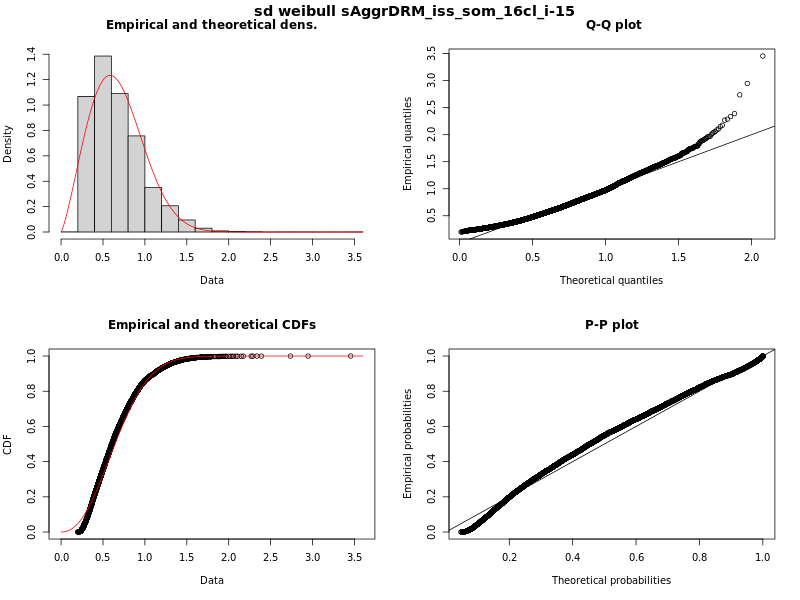 sd weibull sAggrDRM_iss_som_16cl_i-15
Empirical and theoretical dens.
Density
0.0 0.2 0.4 0.6 0.8 1.0 1.2 1.4
0.0 0.5 1.0 1.5 2.0 2.5 3.0 3.5
Data
Q-Q plot
Empirical quantiles
0.5 1.0 1.5 2.0 2.5 3.0 3.5
0.0 0.5 1.0 1.5 2.0
Theoretical quantiles
Empirical and theoretical CDFs
CDF
0.0 0.2 0.4 0.6 0.8 1.0
0.0 0.5 1.0 1.5 2.0 2.5 3.0 3.5
Data
P-P plot
Empirical probabilities
0.0 0.2 0.4 0.6 0.8 1.0
0.2 0.4 0.6 0.8 1.0
Theoretical probabilities